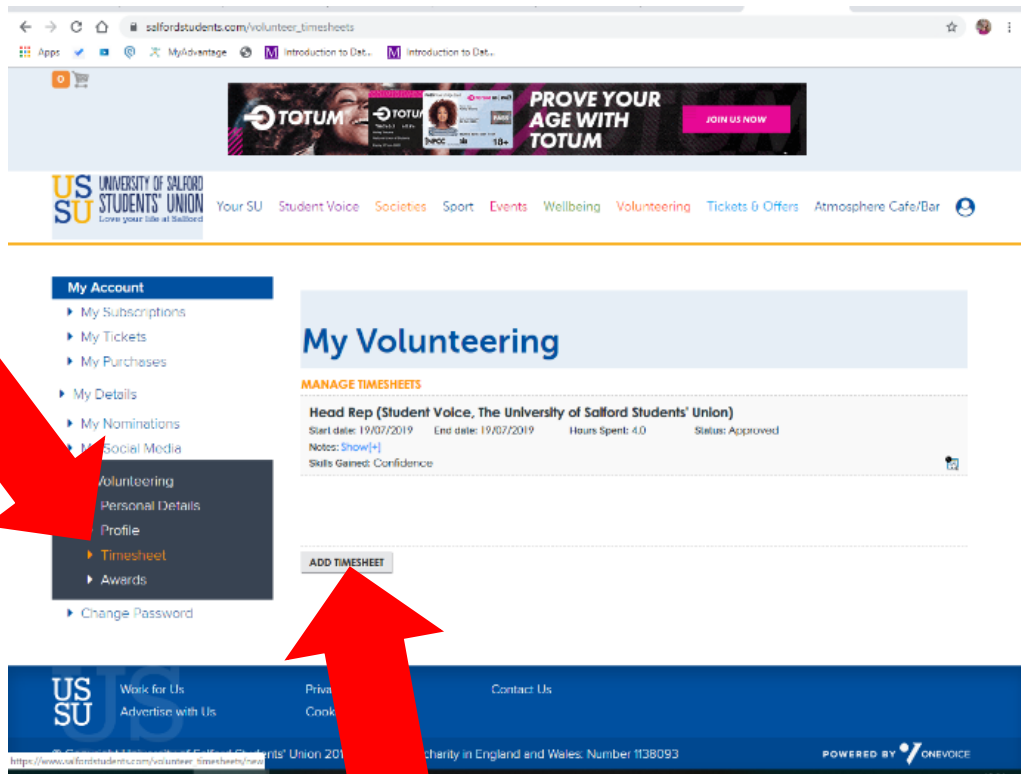 salfordstudents.com/volunteer_timesheets
Apps MyAdvantage Introduction to Dat... Introduction to Dat...
0
TOTUM
PROVE YOUR
AGE WITH
TOTUM
PASS
18+
JOIN US NOW
US SU UNIVERSITY OF SALFORD
STUDENTS' UNION
Love your life at Salford
Your SU Student Voice Societies Sport Events Wellbeing Volunteering Tickets & Offers Atmosphere Cafe/Bar
My Account
My Subscriptions
My Tickets
My Purchases
My Details
My Nominations
Social Media
Volunteering
Personal Details
Profile
Timesheet
Awards
Change Password
My Volunteering
MANAGE TIMESHEETS
Head Rep (Student Voice, The University of Salford Students' Union)
Start date: 19/07/2019 End date: 19/07/2019 Hours Spent: 4.0 Status: Approved
Notes: Show[+]
Skills Gained: Confidence
ADD TIMESHEET
US
SU
Work for Us
Advertise with Us
Contact Us
charity in England and Wales: Number 1138093
POWERED BY ONEVOICE
https://www.salfordstudents.com/volunteer_timesheets/new